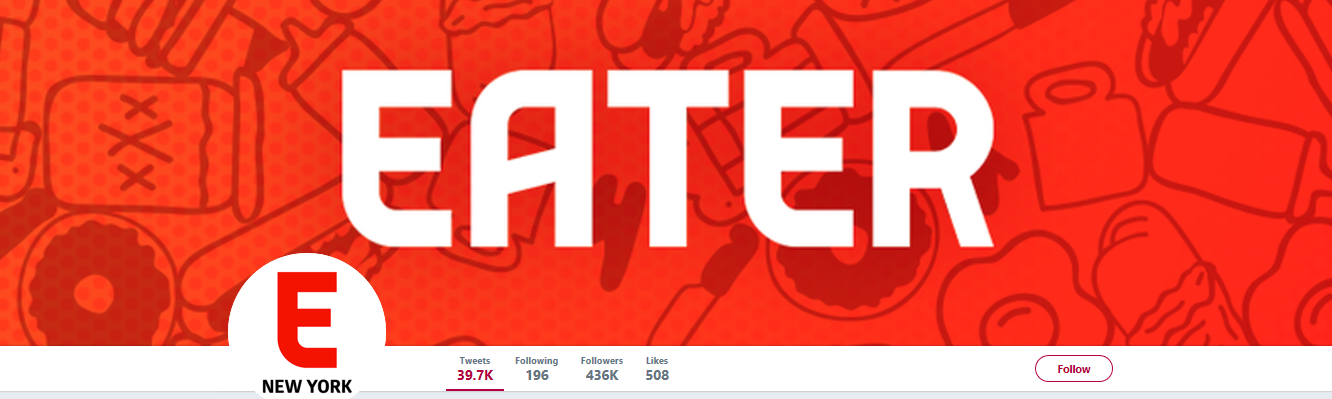 EATER
E
NEW YORK
Tweets Following Followers Likes
39.7K 196 436K 508
Follow